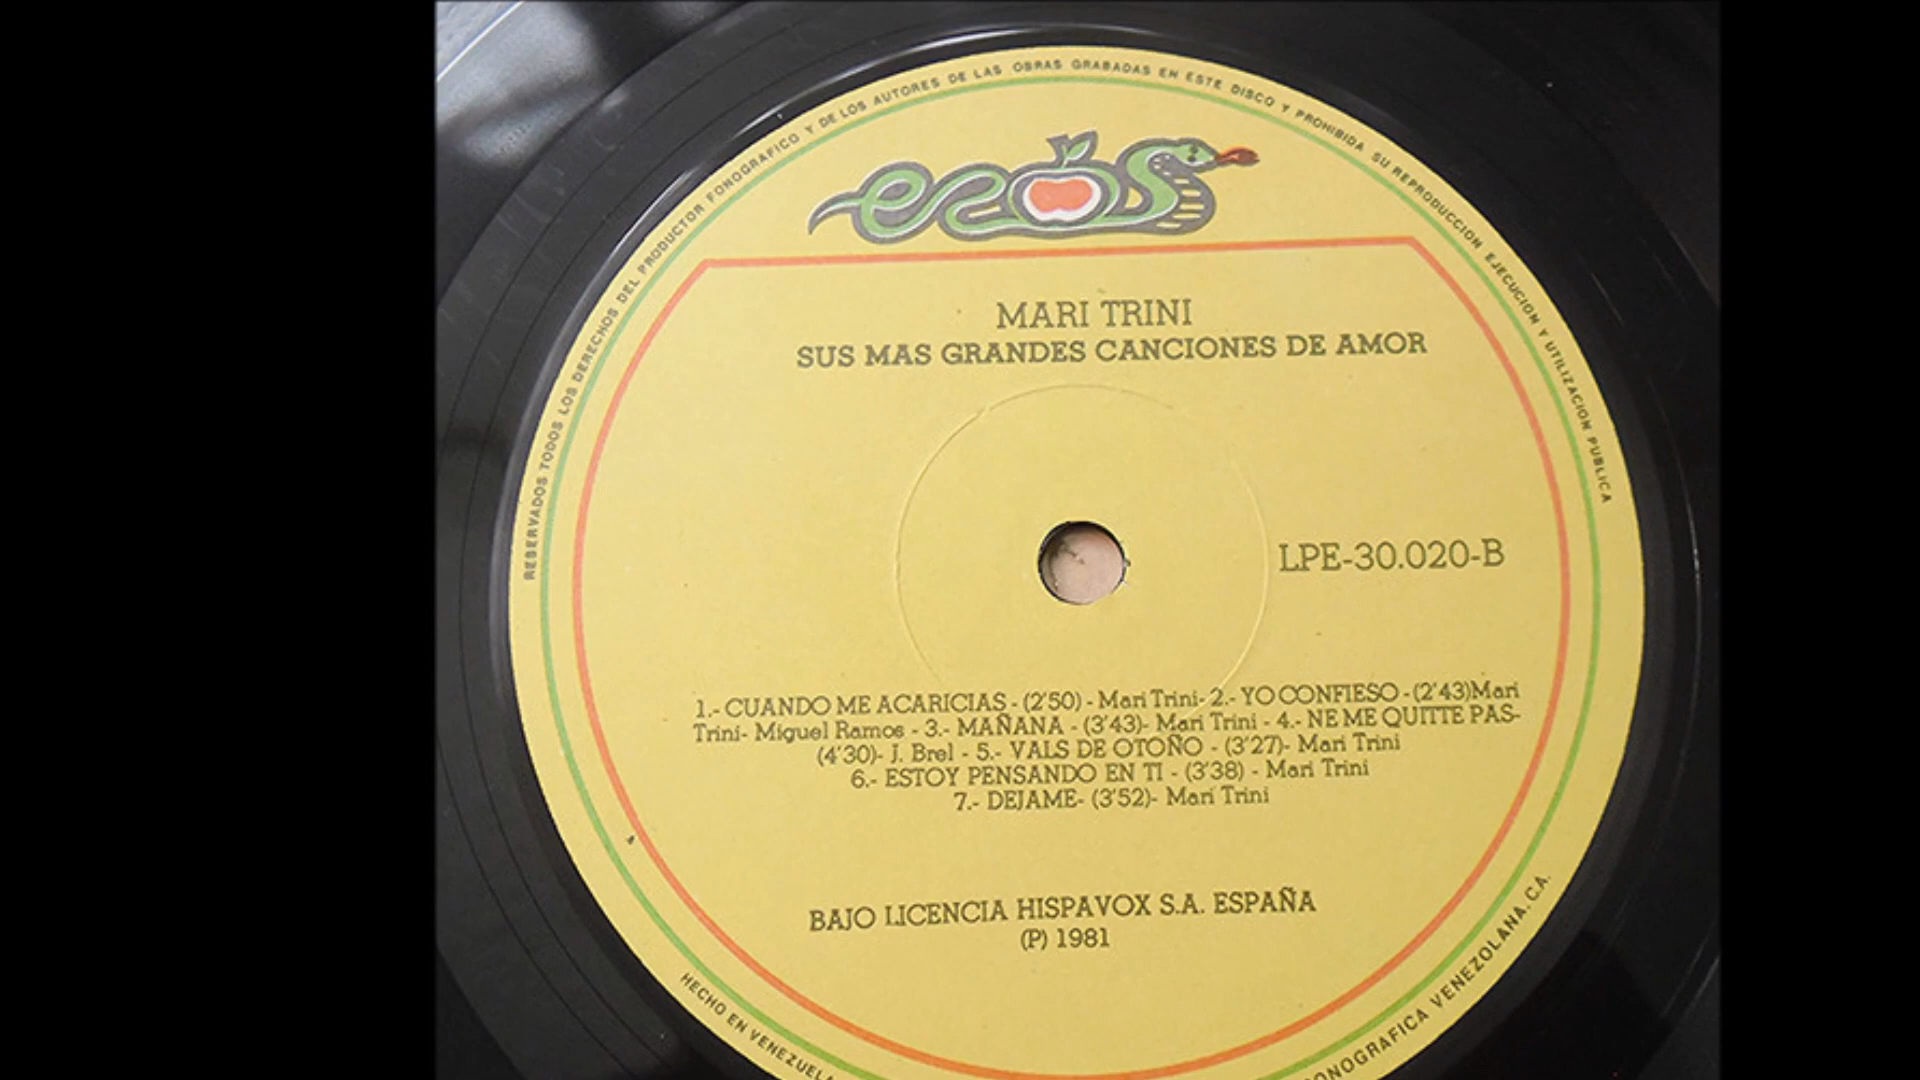 RESERVADOS TODOS LOS DERECHOS DEL PRODUCTOR FONOGRAFICO Y DE LOS AUTORES DE LAS OBRAS GRABADAS EN ESTE DISCO Y PROHIBIDA SU REPRODUCCION EJECUCION Y UTILIZACION PUBLICA
eros
MARI TRINI
SUS MAS GRANDES CANCIONES DE AMOR
LPE-30.020-B
1.- CUANDO ME ACARICIAS - (2'50) - Mari Trini- 2.- YO CONFIESO - (2'43)Mari
Trini- Miguel Ramos - 3.- MAÑANA - (3'43)- Mari Trini - 4.- NE ME QUITTE PAS-
(4'30)- J. Brel - 5.- VALS DE OTOÑO - (3'27)- Mari Trini
6.- ESTOY PENSANDO EN TI - (3'38) - Mari Trini
7.- DEJAME- (3'52)- Mari Trini
BAJO LICENCIA HISPAVOX S.A. ESPAÑA
(P) 1981
HECHO EN VENEZUELA
ONOGRAFICA VENEZOLANA. C.A.